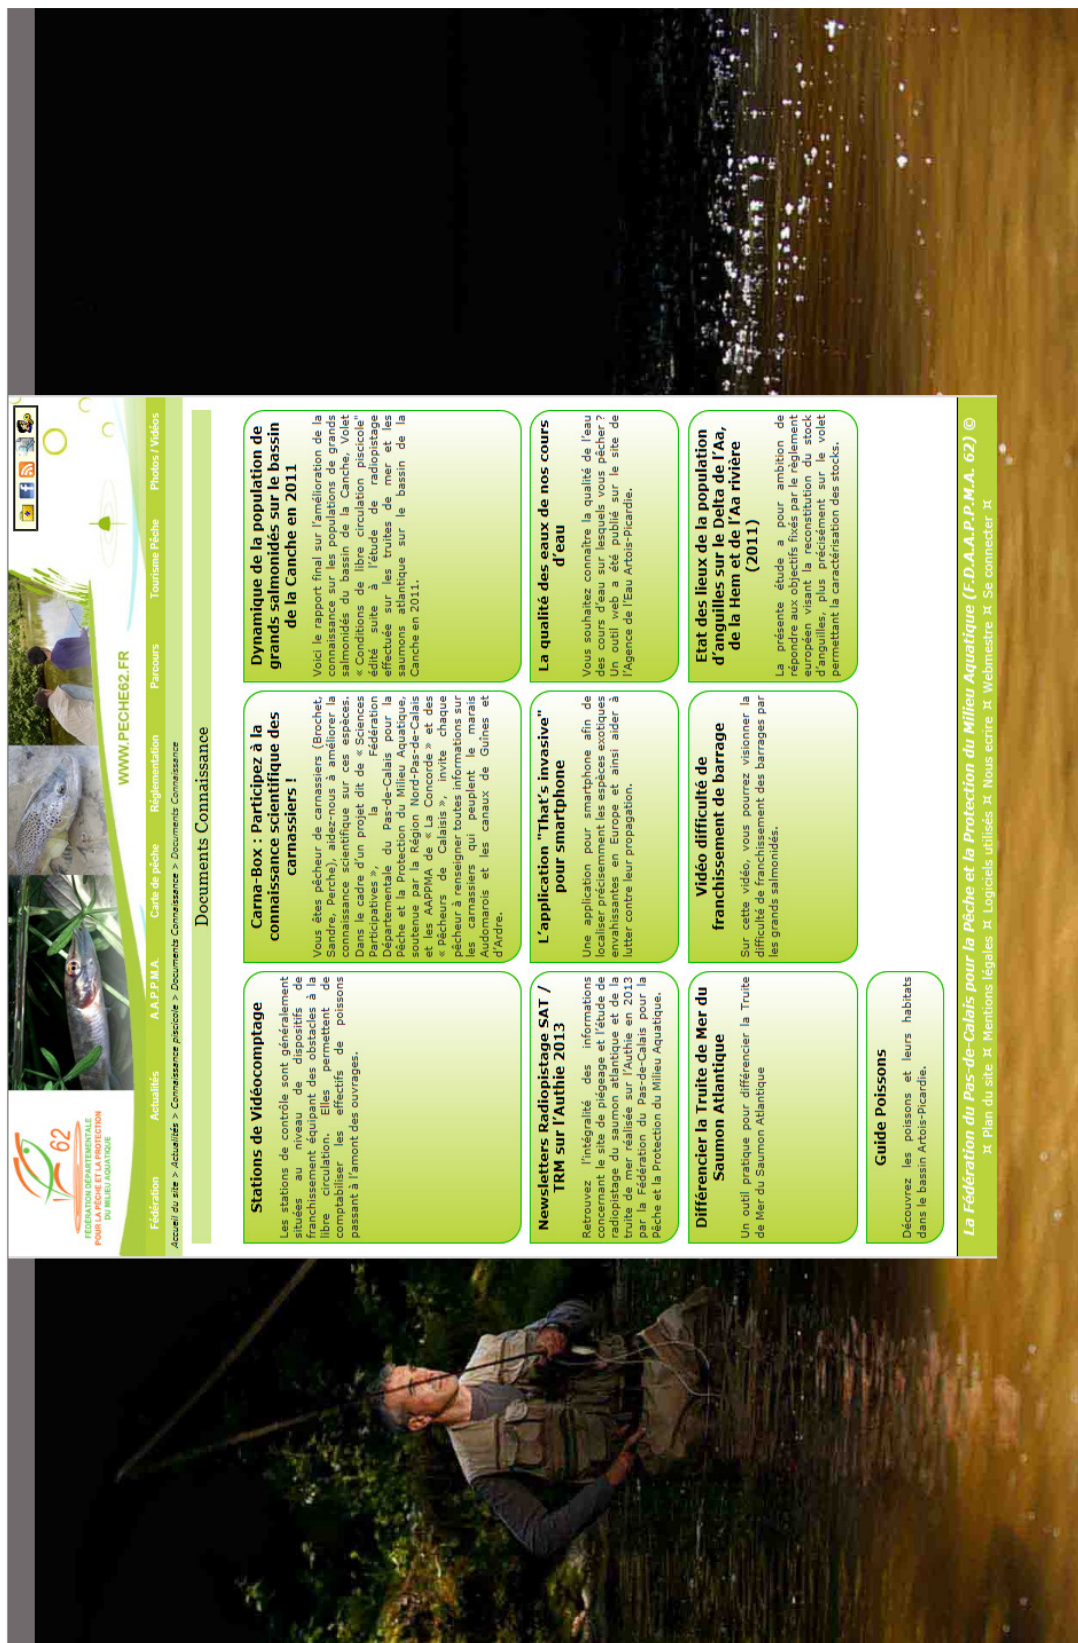 62
FÉDÉRATION DÉPARTEMENTALE
POUR LA PÊCHE ET LA PROTECTION
DU MILIEU AQUATIQUE
WWW.PECHE62.FR
Fédération Actualités A.A.P.P.M.A. Carte de pêche Réglementation Parcours Tourisme Pêche Photos / Vidéos
Accueil du site > Actualités > Connaissance piscicole > Documents Connaissance > Documents Connaissance
Documents Connaissance
Stations de Vidéocomptage
Les stations de contrôle sont généralement
situées au niveau de dispositifs de
franchissement équipant des obstacles à la
libre circulation. Elles permettent de
comptabiliser les effectifs de poissons
passant à l'amont des ouvrages.
Carna-Box : Participez à la
connaissance scientifique des
carnassiers !
Vous êtes pêcheur de carnassiers (Brochet,
Sandre, Perche), aidez-nous à améliorer la
connaissance scientifique sur ces espèces.
Dans le cadre d'un projet dit de « Sciences
Participatives », la Fédération
Départementale du Pas-de-Calais pour la
Pêche et la Protection du Milieu Aquatique,
soutenue par la Région Nord-Pas-de-Calais
et les AAPPMA de « La Concorde » et des
« Pêcheurs de Calaisis », invite chaque
pêcheur à renseigner toutes informations sur
les carnassiers qui peuplent le marais
Audomarois et les canaux de Guînes et
d'Ardre.
Dynamique de la population de
grands salmonidés sur le bassin
de la Canche en 2011
Voici le rapport final sur l'amélioration de la
connaissance sur les populations de grands
salmonidés du bassin de la Canche, Volet
« Conditions de libre circulation piscicole"
édité suite à l'étude de radiopistage
effectuée sur les truites de mer et les
saumons atlantique sur le bassin de la
Canche en 2011.
Newsletters Radiopistage SAT /
TRM sur l'Authie 2013
Retrouvez l'intégralité des informations
concernant le site de piégeage et l'étude de
radiopistage du saumon atlantique et de la
truite de mer réalisée sur l'Authie en 2013
par la Fédération du Pas-de-Calais pour la
Pêche et la Protection du Milieu Aquatique.
L'application "That's invasive"
pour smartphone
Une application pour smartphone afin de
localiser précisemment les espèces exotiques
envahissantes en Europe et ainsi aider à
lutter contre leur propagation.
La qualité des eaux de nos cours
d'eau
Vous souhaitez connaître la qualité de l'eau
des cours d'eau sur lesquels vous pêcher ?
Un outil web a été publié sur le site de
l'Agence de l'Eau Artois-Picardie.
Différencier la Truite de Mer du
Saumon Atlantique
Un outil pratique pour différencier la Truite
de Mer du Saumon Atlantique
Vidéo difficulté de
franchissement de barrage
Sur cette vidéo, vous pourrez visionner la
difficulté de franchissement des barrages par
les grands salmonidés.
Etat des lieux de la population
d'anguilles sur le Delta de l'Aa,
de la Hem et de l'Aa rivière
(2011)
La présente étude a pour ambition de
répondre aux objectifs fixés par le règlement
européen visant la reconstitution du stock
d'anguilles, plus précisément sur le volet
permettant la caractérisation des stocks.
Guide Poissons
Découvrez les poissons et leurs habitats
dans le bassin Artois-Picardie.
La Fédération du Pas-de-Calais pour la Pêche et la Protection du Milieu Aquatique (F.D.A.A.P.P.M.A. 62) ©
¤ Plan du site ¤ Mentions légales ¤ Logiciels utilisés ¤ Nous ecrire ¤ Webmestre ¤ Se connecter ¤